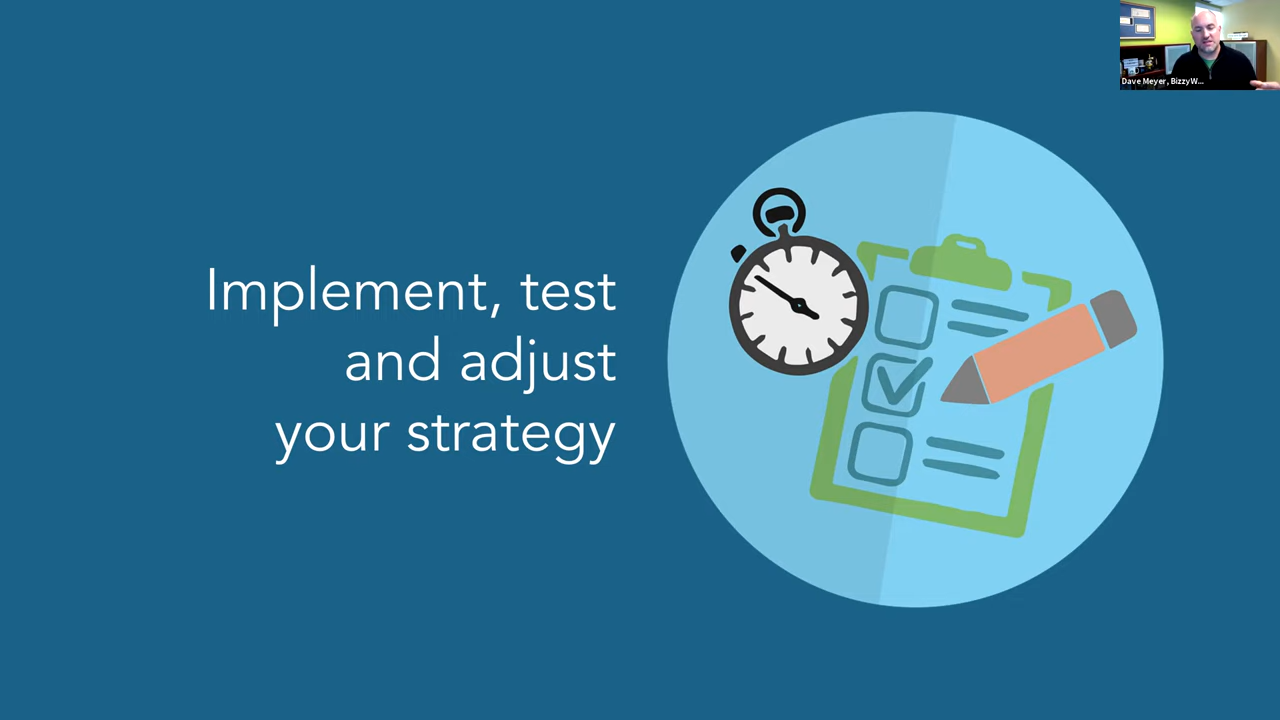 Implement, test
and adjust
your strategy
Dave Meyer, BizzyW...